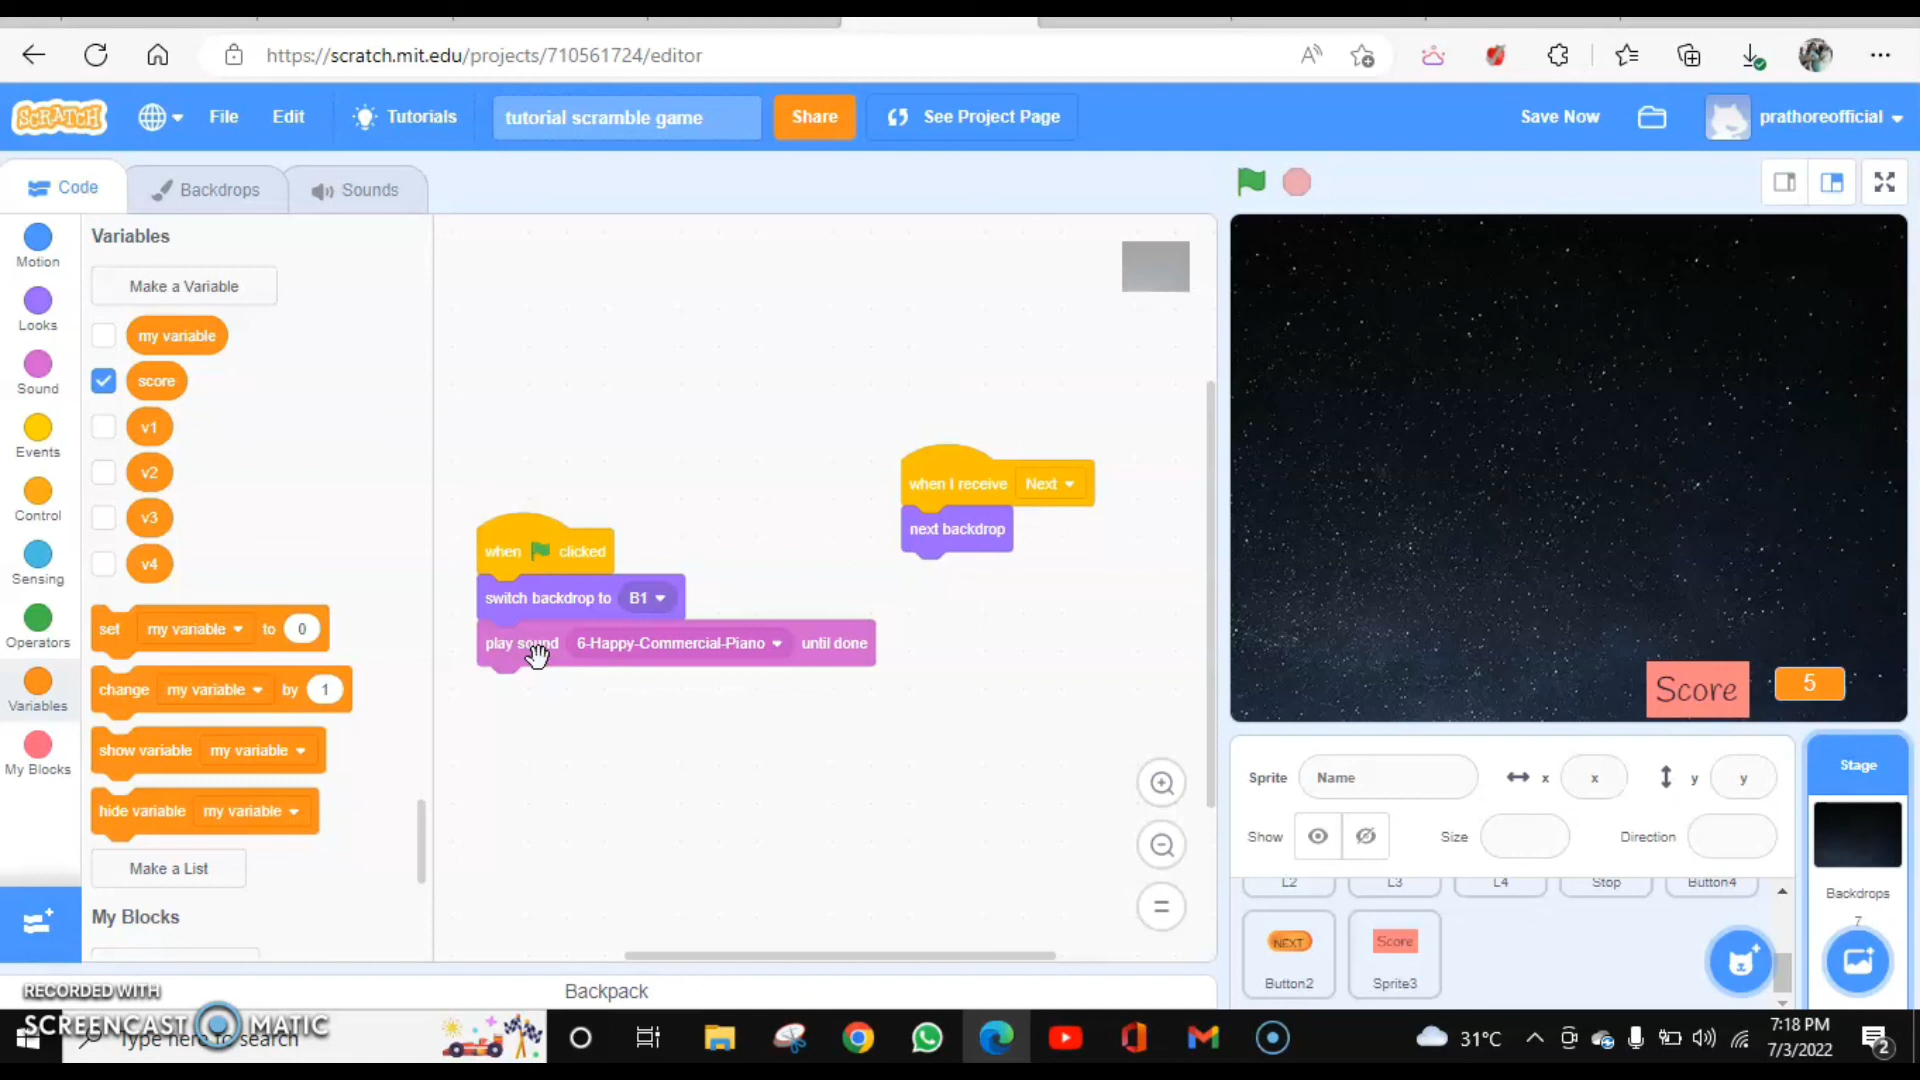 https://scratch.mit.edu/projects/710561724/editor
SCRATCH
File
Edit
Tutorials
tutorial scramble game
Share
See Project Page
Save Now
prathoreofficial
Code
Backdrops
Sounds
Motion
Looks
Sound
Events
Control
Sensing
Operators
Variables
My Blocks
Variables
Make a Variable
my variable
score
v1
v2
v3
v4
set my variable to 0
change my variable by 1
show variable my variable
hide variable my variable
Make a List
My Blocks
when clicked
switch backdrop to B1
play sound 6-Happy-Commercial-Piano until done
when I receive Next
next backdrop
Backpack
Score 5
Sprite Name x x y y
Show Size Direction
L2 L3 L4 Stop Button4
NEXT
Button2
Score
Sprite3
Stage
Backdrops
7
RECORDED WITH
SCREENCAST MATIC
Type here to search
31°C
7:18 PM
7/3/2022
2